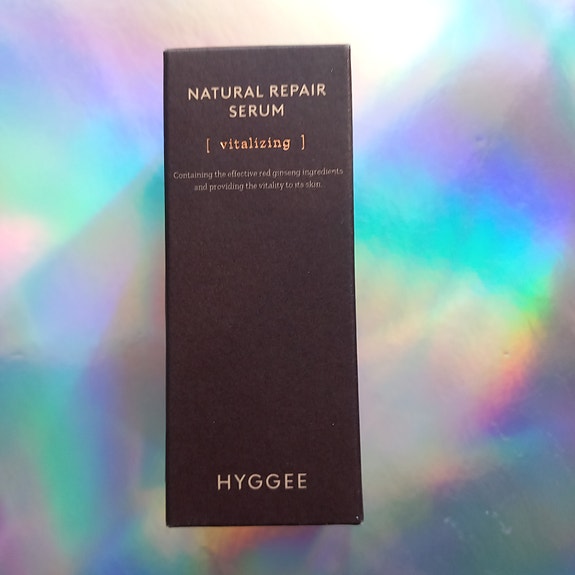 NATURAL REPAIR
SERUM
[ vitalizing ]
Containing the effective red ginseng ingredients
and providing the vitality to its skin.
HYGGEE